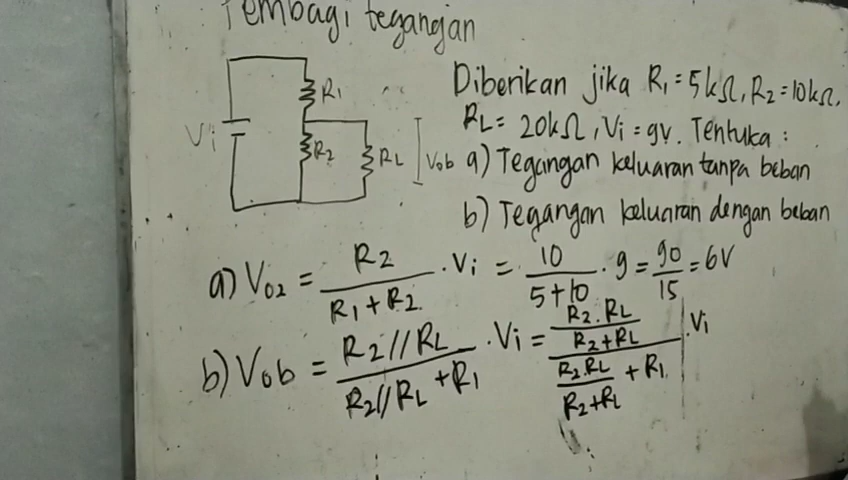 Pembagi tegangan
Diberikan jika R1 = 5kΩ, R2 = 10kΩ,
RL = 20kΩ, Vi = 9v. Tentuka :
a) Tegangan keluaran tanpa beban
b) Tegangan keluaran dengan beban
Vi
R1
R2
RL
Vob
a) Vo2 = R2 / (R1 + R2) . Vi = 10 / (5+10) . 9 = 90 / 15 = 6V
b) Vob = (R2 // RL) / (R2 // RL + R1) . Vi = ((R2 . RL) / (R2 + RL)) / ((R2 . RL) / (R2 + RL) + R1) . Vi